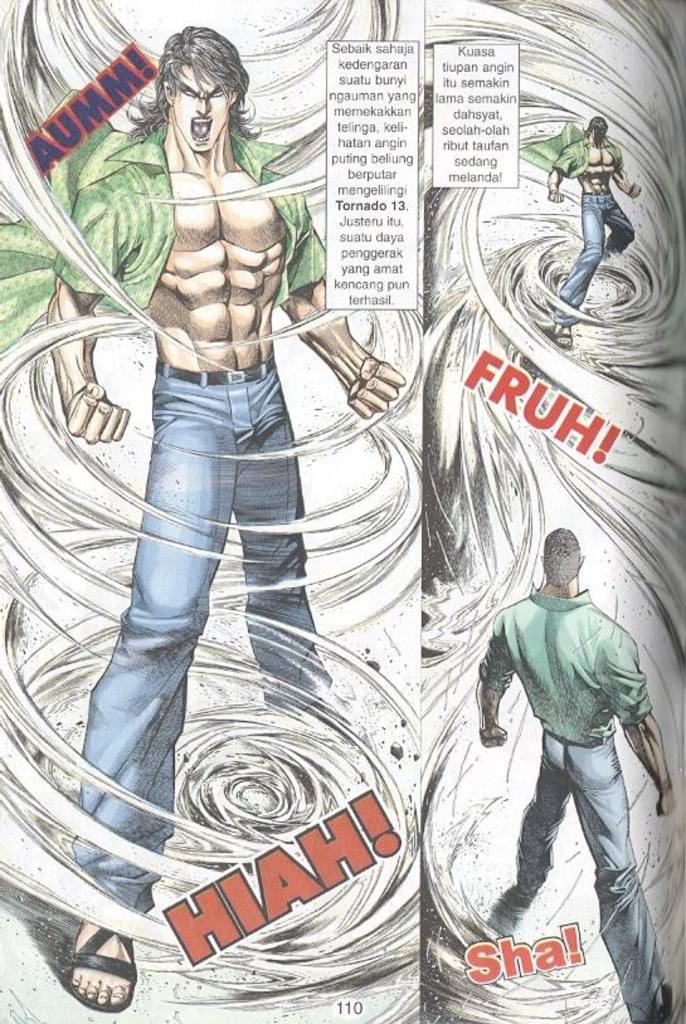 AUMM!
Sebaik sahaja
kedengaran
suatu bunyi
ngauman yang
memekakkan
telinga, keli-
hatan angin
puting beliung
berputar
mengelilingi
Tornado 13.
Justeru itu,
suatu daya
penggerak
yang amat
kencang pun
terhasil.
HIAH!
Kuasa
tiupan angin
itu semakin
lama semakin
dahsyat,
seolah-olah
ribut taufan
sedang
melanda!
FRUH!
Sha!
110